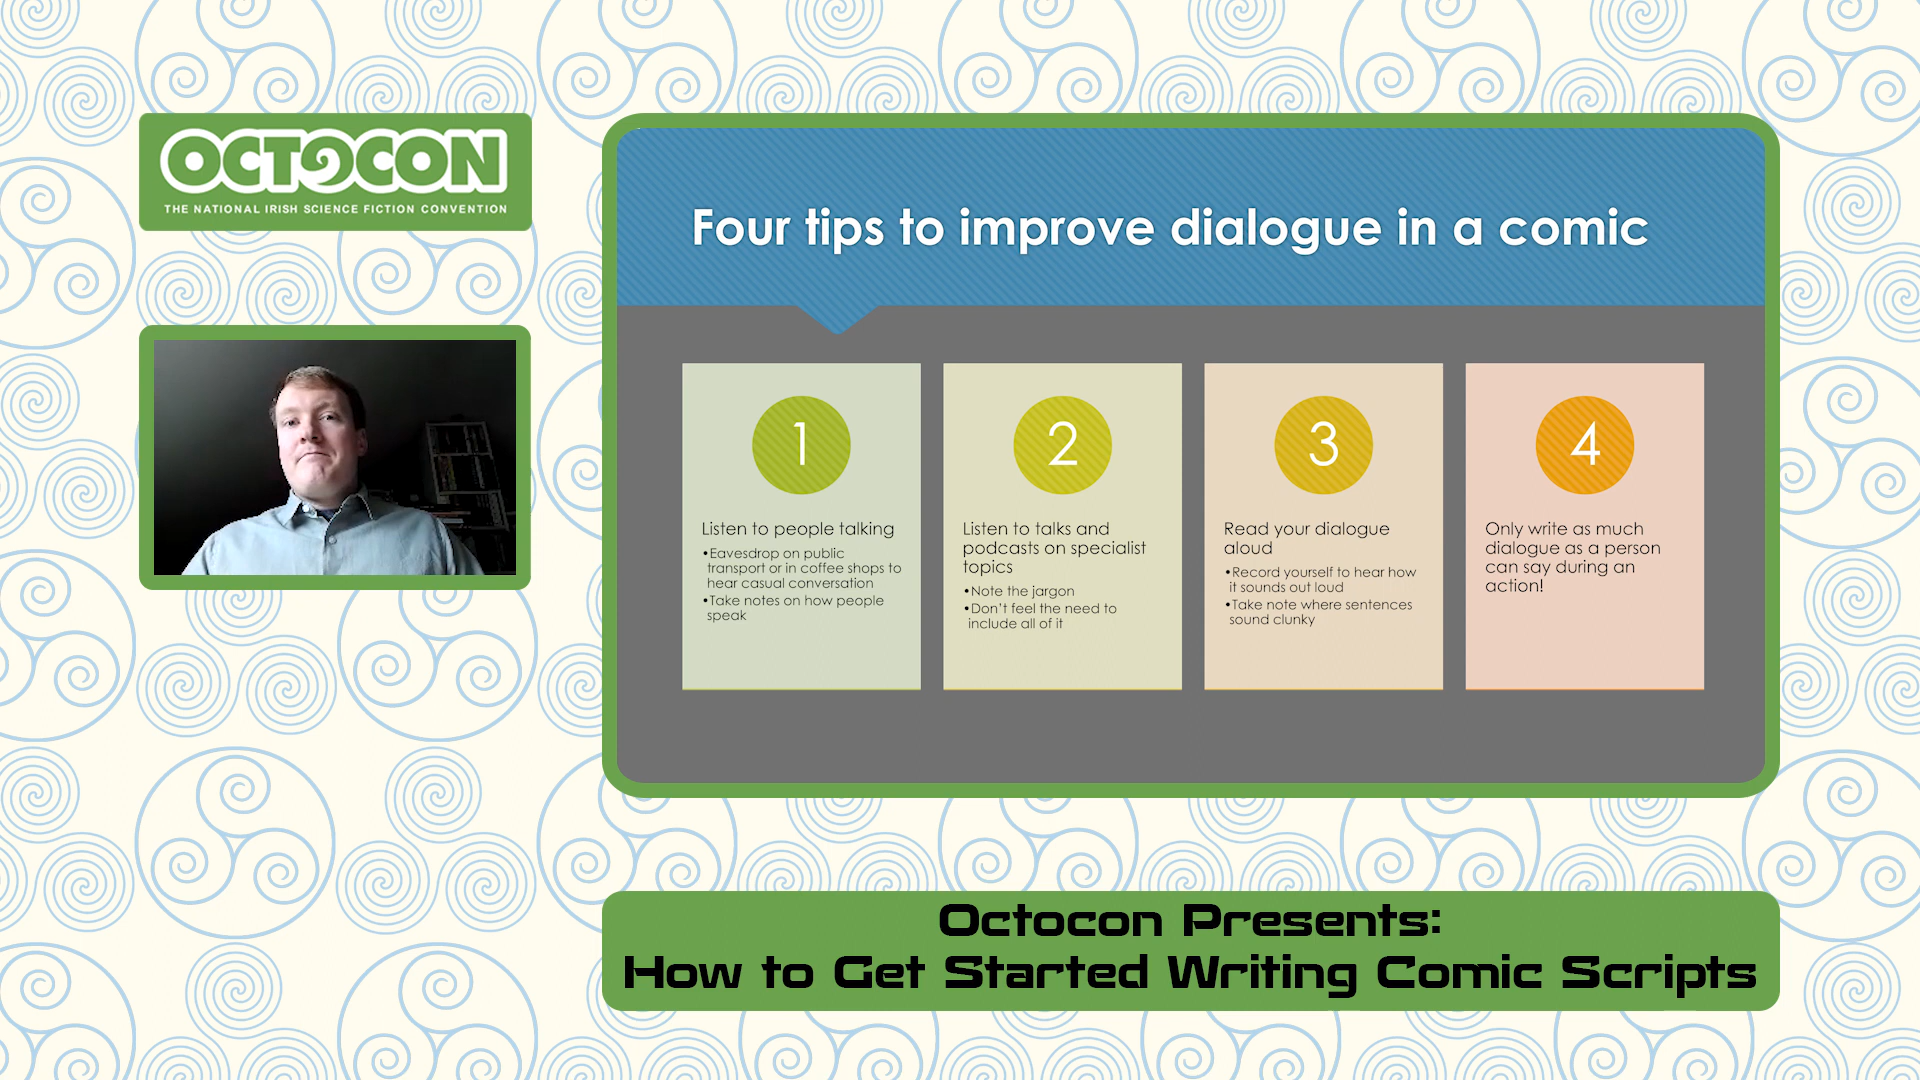 OCTOCON
THE NATIONAL IRISH SCIENCE FICTION CONVENTION
Four tips to improve dialogue in a comic
1
Listen to people talking
•Eavesdrop on public
transport or in coffee shops to
hear casual conversation
•Take notes on how people
speak
2
Listen to talks and
podcasts on specialist
topics
•Note the jargon
•Don't feel the need to
include all of it
3
Read your dialogue
aloud
•Record yourself to hear how
it sounds out loud
•Take note where sentences
sound clunky
4
Only write as much
dialogue as a person
can say during an
action!
Octocon Presents:
How to Get Started Writing Comic Scripts